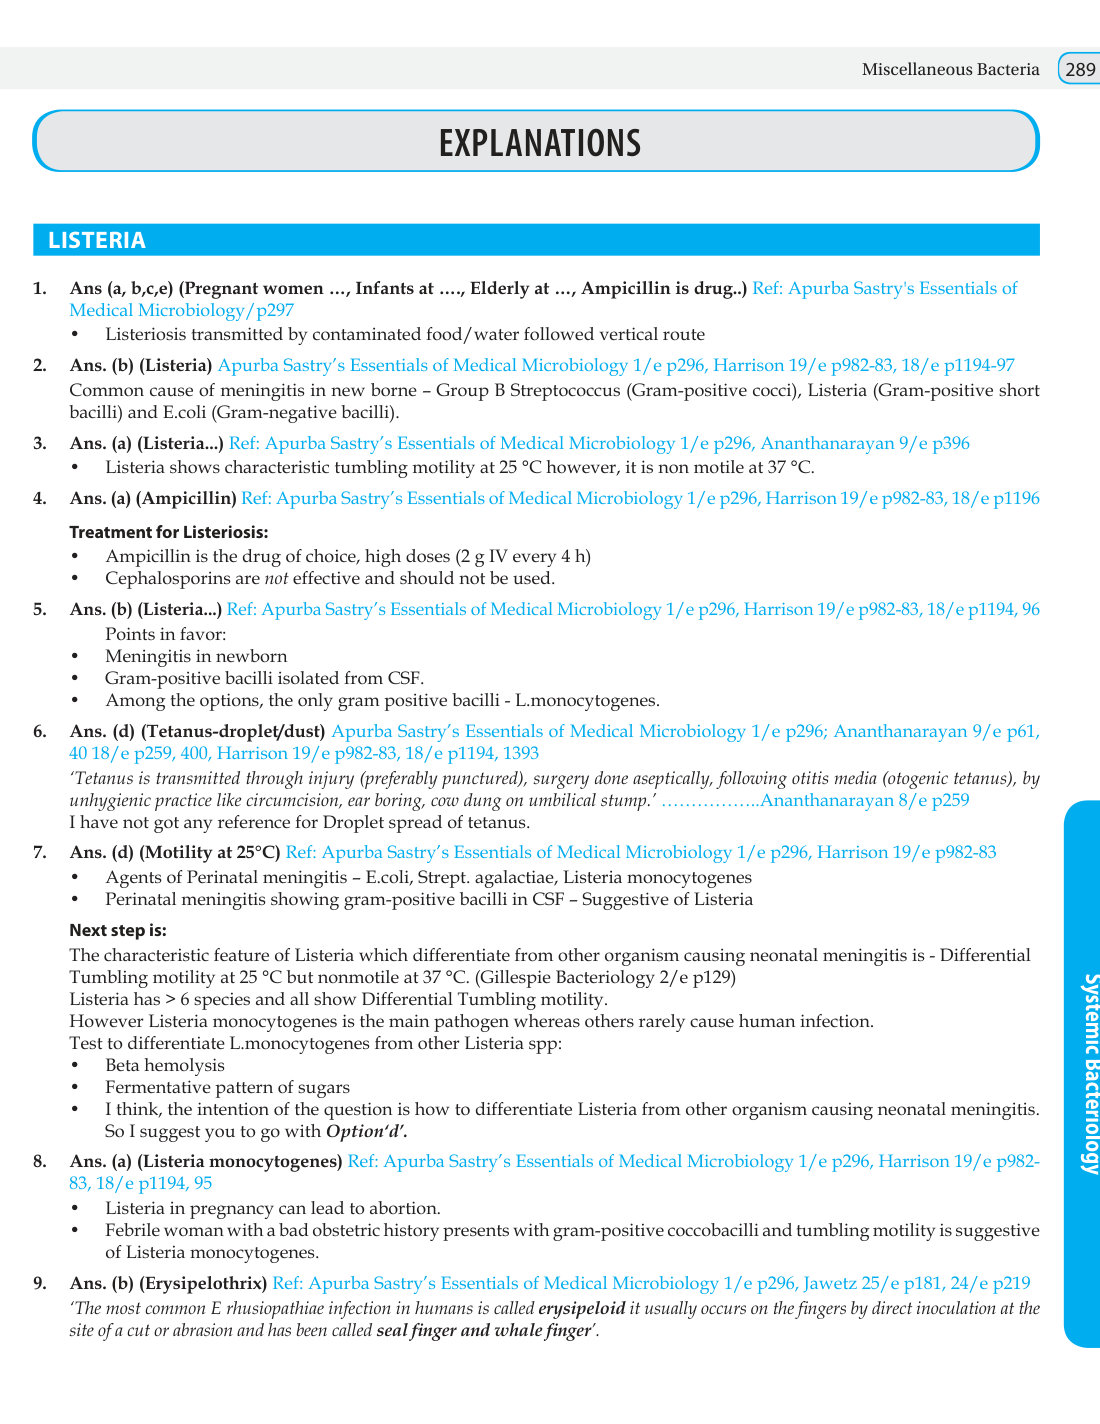 Miscellaneous Bacteria 289
EXPLANATIONS
LISTERIA
1. Ans (a, b,c,e) (Pregnant women …, Infants at …., Elderly at …, Ampicillin is drug..) Ref: Apurba Sastry's Essentials of
Medical Microbiology/p297
• Listeriosis transmitted by contaminated food/water followed vertical route
2. Ans. (b) (Listeria) Apurba Sastry’s Essentials of Medical Microbiology 1/e p296, Harrison 19/e p982-83, 18/e p1194-97
Common cause of meningitis in new borne – Group B Streptococcus (Gram-positive cocci), Listeria (Gram-positive short
bacilli) and E.coli (Gram-negative bacilli).
3. Ans. (a) (Listeria...) Ref: Apurba Sastry’s Essentials of Medical Microbiology 1/e p296, Ananthanarayan 9/e p396
• Listeria shows characteristic tumbling motility at 25 °C however, it is non motile at 37 °C.
4. Ans. (a) (Ampicillin) Ref: Apurba Sastry’s Essentials of Medical Microbiology 1/e p296, Harrison 19/e p982-83, 18/e p1196
Treatment for Listeriosis:
• Ampicillin is the drug of choice, high doses (2 g IV every 4 h)
• Cephalosporins are not effective and should not be used.
5. Ans. (b) (Listeria...) Ref: Apurba Sastry’s Essentials of Medical Microbiology 1/e p296, Harrison 19/e p982-83, 18/e p1194, 96
Points in favor:
• Meningitis in newborn
• Gram-positive bacilli isolated from CSF.
• Among the options, the only gram positive bacilli - L.monocytogenes.
6. Ans. (d) (Tetanus-droplet/dust) Apurba Sastry’s Essentials of Medical Microbiology 1/e p296; Ananthanarayan 9/e p61,
40 18/e p259, 400, Harrison 19/e p982-83, 18/e p1194, 1393
‘Tetanus is transmitted through injury (preferably punctured), surgery done aseptically, following otitis media (otogenic tetanus), by
unhygienic practice like circumcision, ear boring, cow dung on umbilical stump.’ ……………..Ananthanarayan 8/e p259
I have not got any reference for Droplet spread of tetanus.
7. Ans. (d) (Motility at 25°C) Ref: Apurba Sastry’s Essentials of Medical Microbiology 1/e p296, Harrison 19/e p982-83
• Agents of Perinatal meningitis – E.coli, Strept. agalactiae, Listeria monocytogenes
• Perinatal meningitis showing gram-positive bacilli in CSF – Suggestive of Listeria
Next step is:
The characteristic feature of Listeria which differentiate from other organism causing neonatal meningitis is - Differential
Tumbling motility at 25 °C but nonmotile at 37 °C. (Gillespie Bacteriology 2/e p129)
Listeria has > 6 species and all show Differential Tumbling motility.
However Listeria monocytogenes is the main pathogen whereas others rarely cause human infection.
Test to differentiate L.monocytogenes from other Listeria spp:
• Beta hemolysis
• Fermentative pattern of sugars
• I think, the intention of the question is how to differentiate Listeria from other organism causing neonatal meningitis.
So I suggest you to go with Option‘d’.
8. Ans. (a) (Listeria monocytogenes) Ref: Apurba Sastry’s Essentials of Medical Microbiology 1/e p296, Harrison 19/e p982-
83, 18/e p1194, 95
• Listeria in pregnancy can lead to abortion.
• Febrile woman with a bad obstetric history presents with gram-positive coccobacilli and tumbling motility is suggestive
of Listeria monocytogenes.
9. Ans. (b) (Erysipelothrix) Ref: Apurba Sastry’s Essentials of Medical Microbiology 1/e p296, Jawetz 25/e p181, 24/e p219
‘The most common E rhusiopathiae infection in humans is called erysipeloid it usually occurs on the fingers by direct inoculation at the
site of a cut or abrasion and has been called seal finger and whale finger’.
Systemic Bacteriology